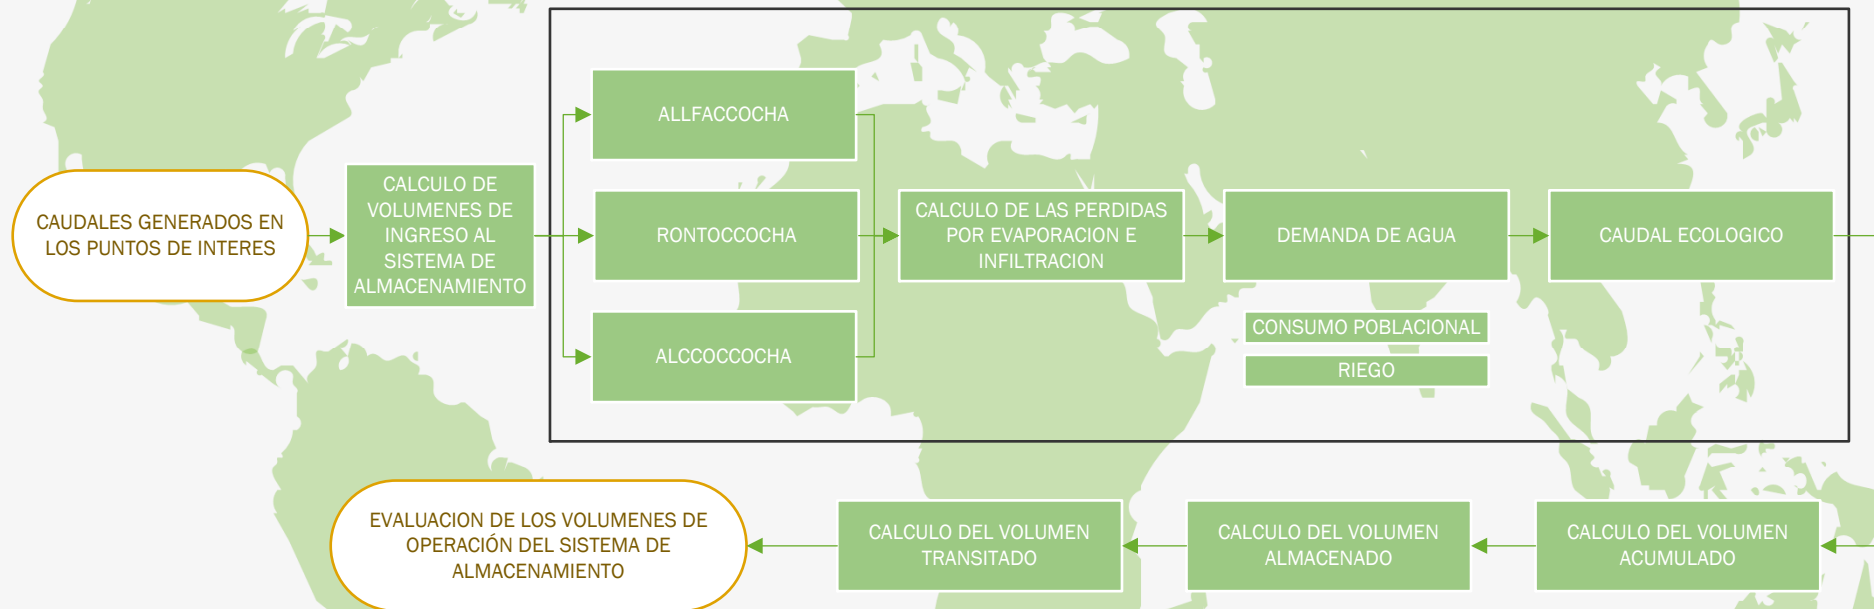 CAUDALES GENERADOS EN
LOS PUNTOS DE INTERES
CALCULO DE
VOLUMENES DE
INGRESO AL
SISTEMA DE
ALMACENAMIENTO
ALLFACCOCHA
RONTOCCOCHA
ALCCOCCOCHA
CALCULO DE LAS PERDIDAS
POR EVAPORACION E
INFILTRACION
DEMANDA DE AGUA
CONSUMO POBLACIONAL
RIEGO
CAUDAL ECOLOGICO
CALCULO DEL VOLUMEN
ACUMULADO
CALCULO DEL VOLUMEN
ALMACENADO
CALCULO DEL VOLUMEN
TRANSITADO
EVALUACION DE LOS VOLUMENES DE
OPERACIÓN DEL SISTEMA DE
ALMACENAMIENTO